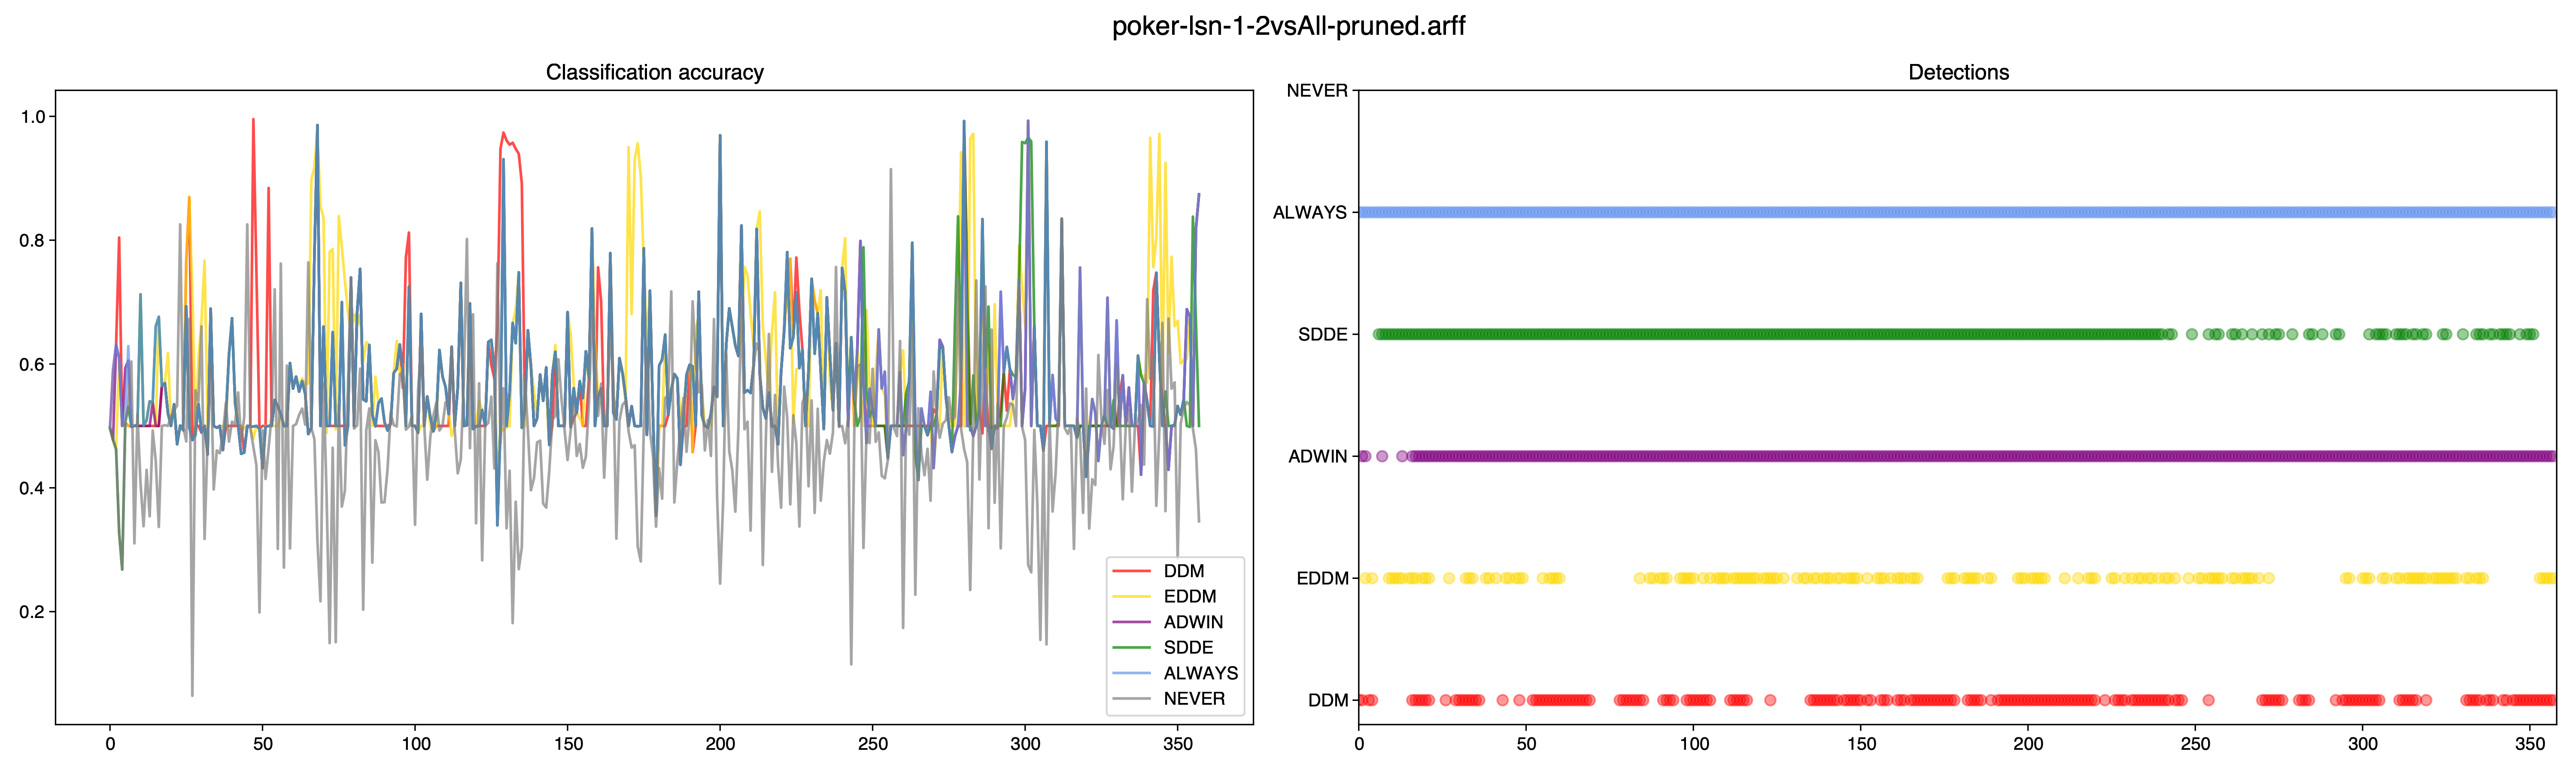 poker-lsn-1-2vsAll-pruned.arff
Classification accuracy
1.0
0.8
0.6
0.4
0.2
0 50 100 150 200 250 300 350
DDM
EDDM
ADWIN
SDDE
ALWAYS
NEVER
Detections
NEVER
ALWAYS
SDDE
ADWIN
EDDM
DDM
0 50 100 150 200 250 300 350